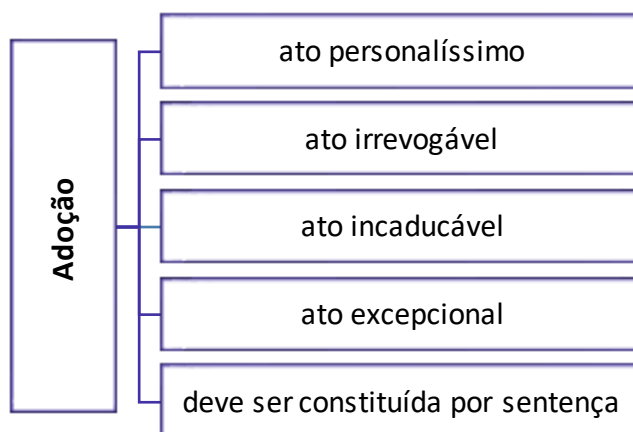 Adoção
ato personalíssimo
ato irrevogável
ato incaducável
ato excepcional
deve ser constituída por sentença